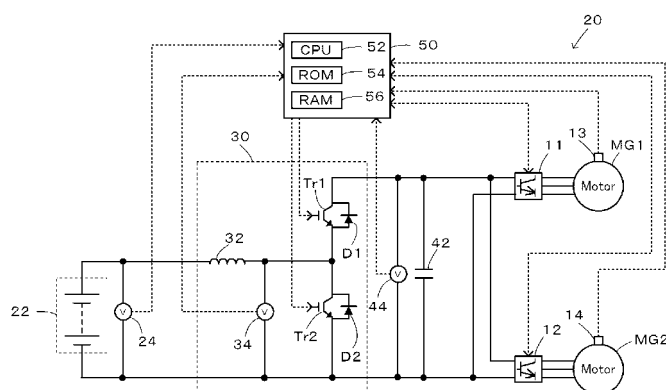 20
CPU
52
50
ROM
54
RAM
56
30
13
11
MG1
Tr1
Motor
32
D1
42
V
44
22
V
24
V
34
Tr2
D2
12
14
MG2
Motor